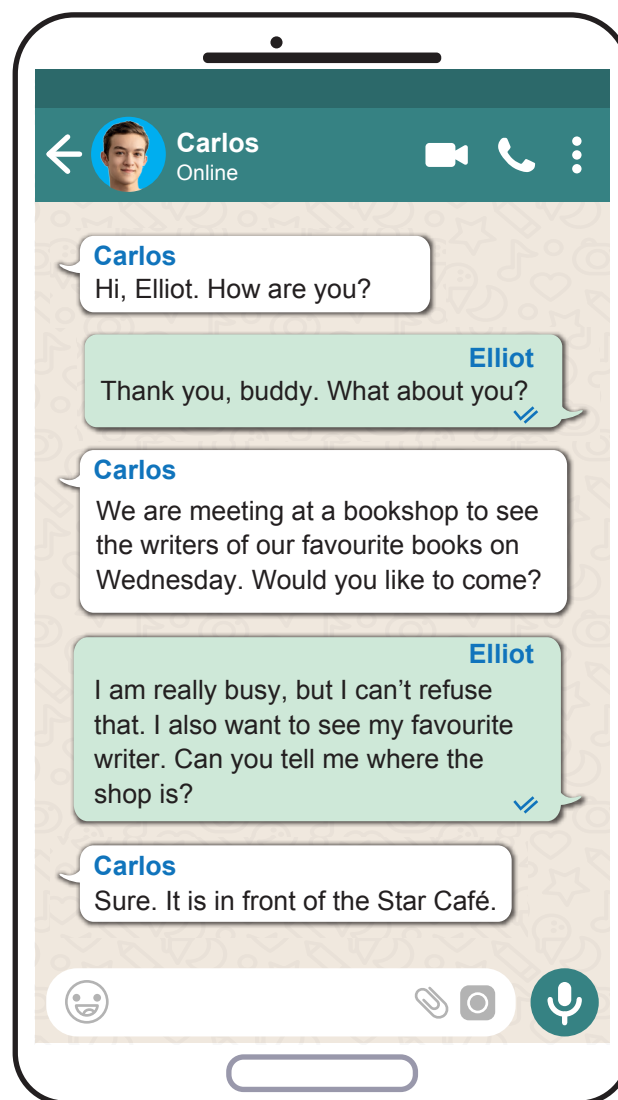 Carlos
Online
Carlos
Hi, Elliot. How are you?
Elliot
Thank you, buddy. What about you?
Carlos
We are meeting at a bookshop to see
the writers of our favourite books on
Wednesday. Would you like to come?
Elliot
I am really busy, but I can’t refuse
that. I also want to see my favourite
writer. Can you tell me where the
shop is?
Carlos
Sure. It is in front of the Star Café.